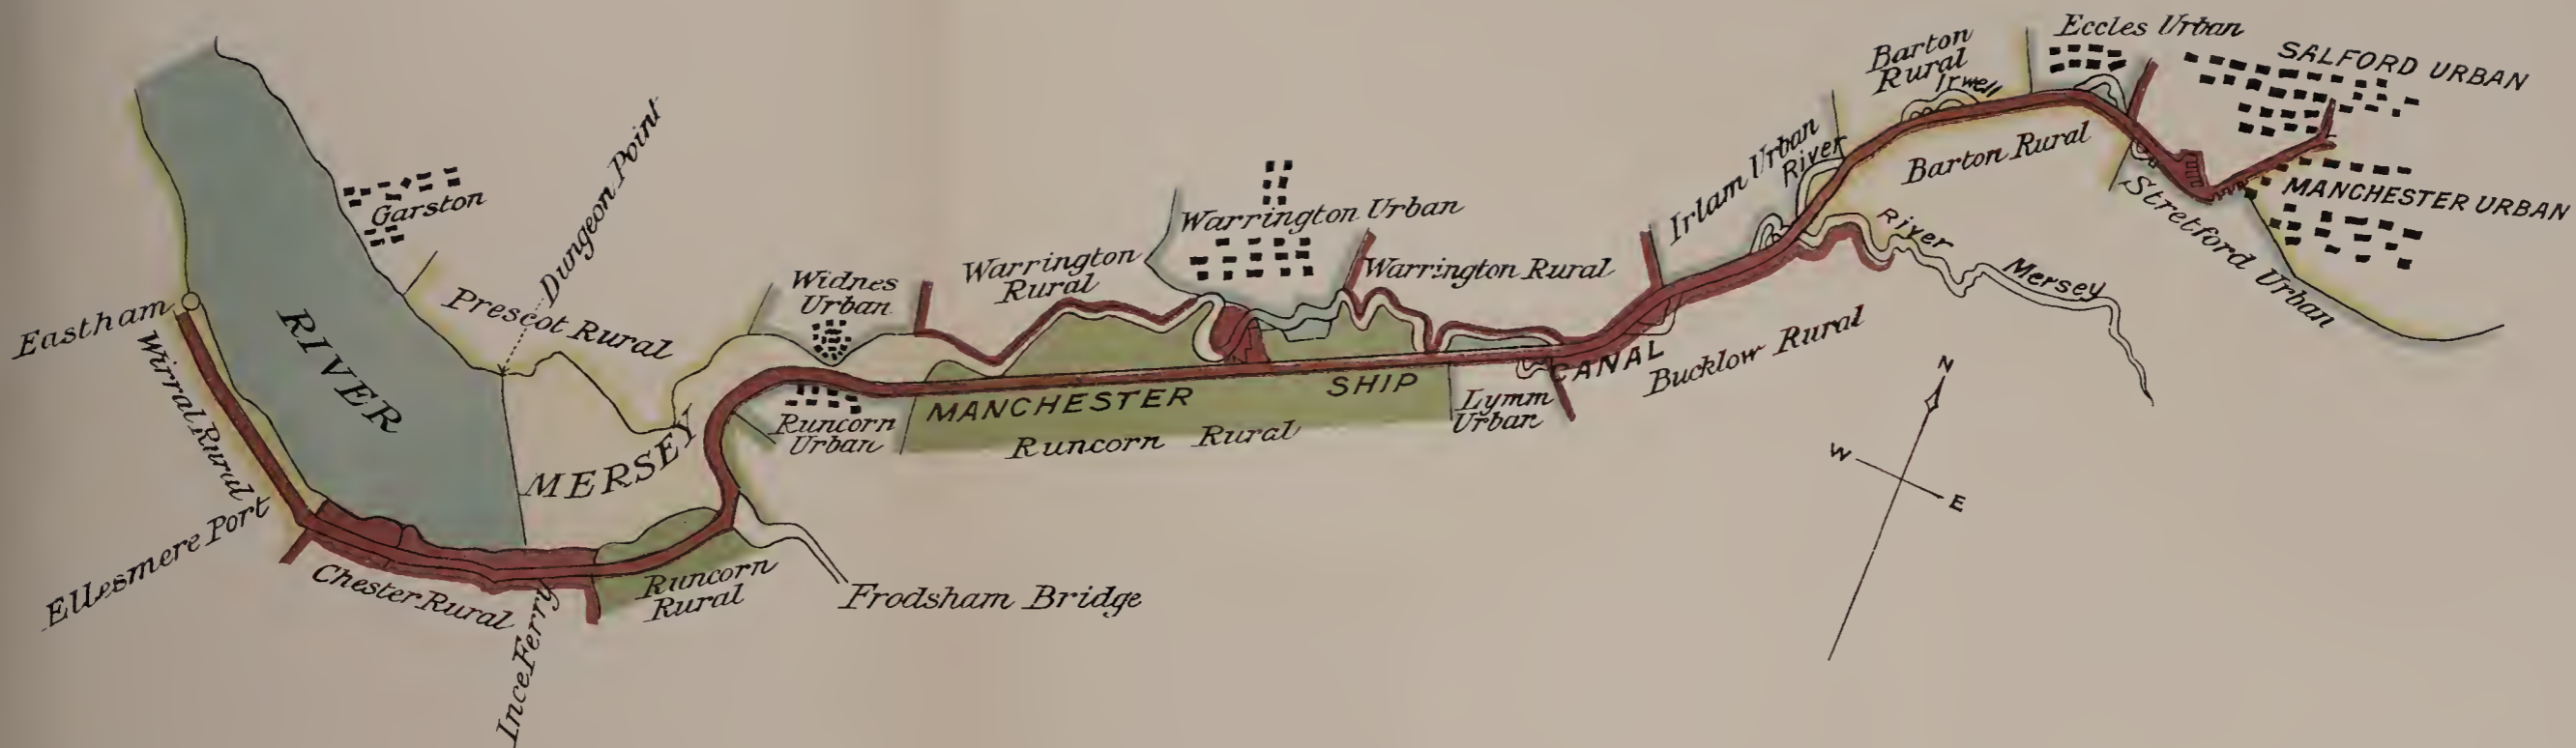 Eastham
Wirral Rural
Ellesmere Port
RIVER
Garston
Prescot Rural
Dungeon Point
MERSEY
Chester Rural
Ince Ferry
Runcorn
Rural
Frodsham Bridge
Widnes
Urban
Runcorn
Urban
Warrington
Rural
Warrington Urban
Warrington Rural
MANCHESTER SHIP CANAL
Runcorn Rural
Lymm
Urban
Bucklow Rural
Irlam Urban
River
Irwell
Barton
Rural
Barton Rural
River Mersey
Eccles Urban
SALFORD URBAN
MANCHESTER URBAN
Stretford Urban
N
W
E